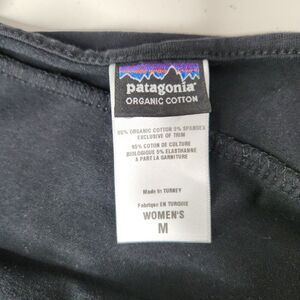 patagonia®
ORGANIC COTTON
95% ORGANIC COTTON 5% SPANDEX
EXCLUSIVE OF TRIM
95% COTON DE CULTURE
BIOLOGIQUE 5% ELASTHANNE
A PART LA GARNITURE
Made in TURKEY
Fabriqué EN TURQUIE
WOMEN'S
M